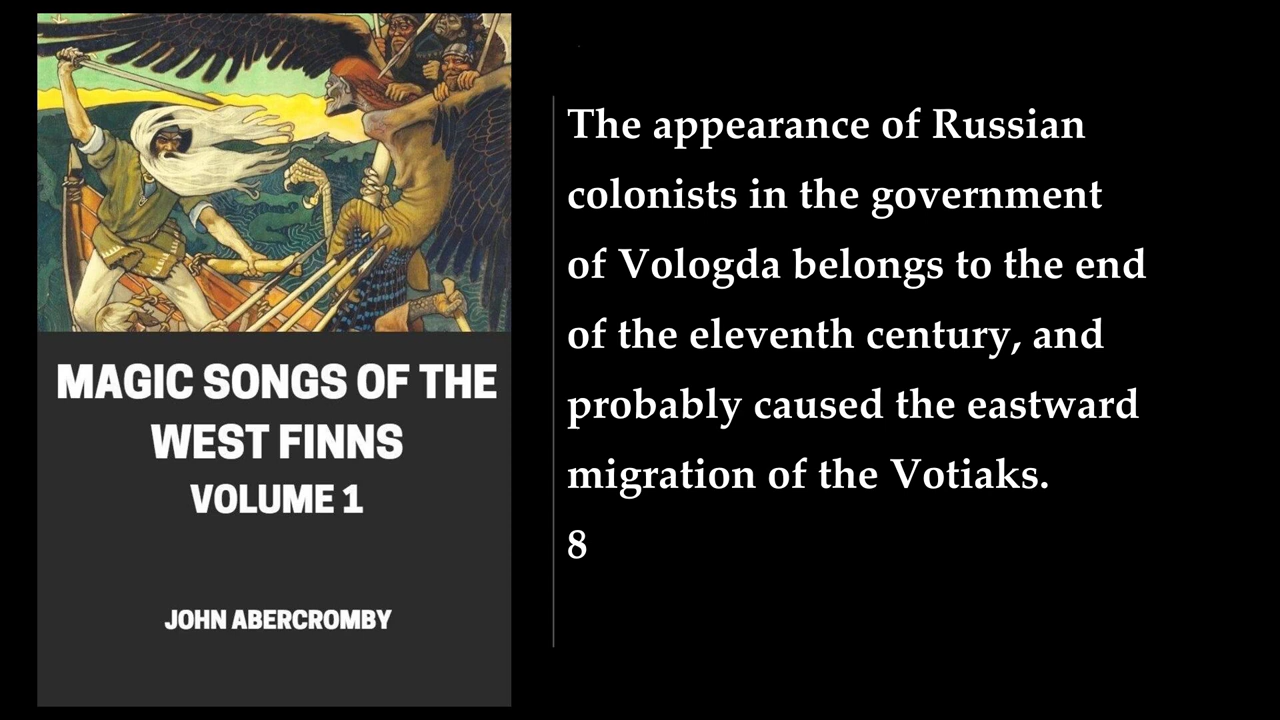 MAGIC SONGS OF THE
WEST FINNS
VOLUME 1
JOHN ABERCROMBY
The appearance of Russian
colonists in the government
of Vologda belongs to the end
of the eleventh century, and
probably caused the eastward
migration of the Votiaks.
8